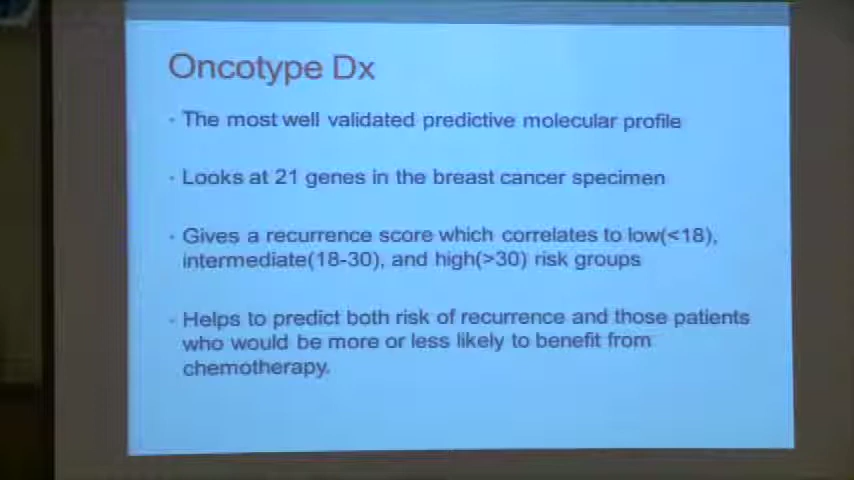 Oncotype Dx
• The most well validated predictive molecular profile
• Looks at 21 genes in the breast cancer specimen
• Gives a recurrence score which correlates to low(<18),
intermediate(18-30), and high(>30) risk groups
• Helps to predict both risk of recurrence and those patients
who would be more or less likely to benefit from
chemotherapy.